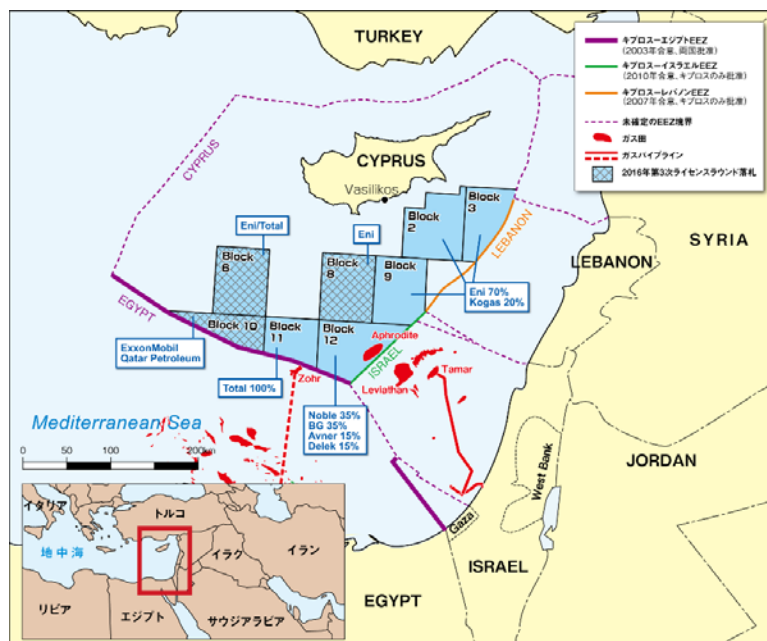 TURKEY
キプロスーエジプトEEZ
(2003年合意、両国批准)
キプロスーイスラエルEEZ
(2010年合意、キプロスのみ批准)
キプロスーレバノンEEZ
(2007年合意、キプロスのみ批准)
未確定のEEZ境界
ガス田
ガスパイプライン
2016年第3次ライセンスラウンド落札
CYPRUS
CYPRUS
Vasilikos
Block
3
Block
2
Eni/Total
Eni
LEBANON
SYRIA
LEBANON
Block
6
Block
8
Block
9
Eni 70%
Kogas 20%
EGYPT
Block 10
Block
11
Block
12
Aphrodite
ISRAEL
ExxonMobil
Qatar Petroleum
Total 100%
Zohr
Leviathan
Tamar
Noble 35%
BG 35%
Avner 15%
Delek 15%
Mediterranean Sea
0
50
100
200km
West Bank
JORDAN
Gaza
ISRAEL
EGYPT
イタリア
トルコ
地中海
イラク
イラン
リビア
エジプト
サウジアラビア